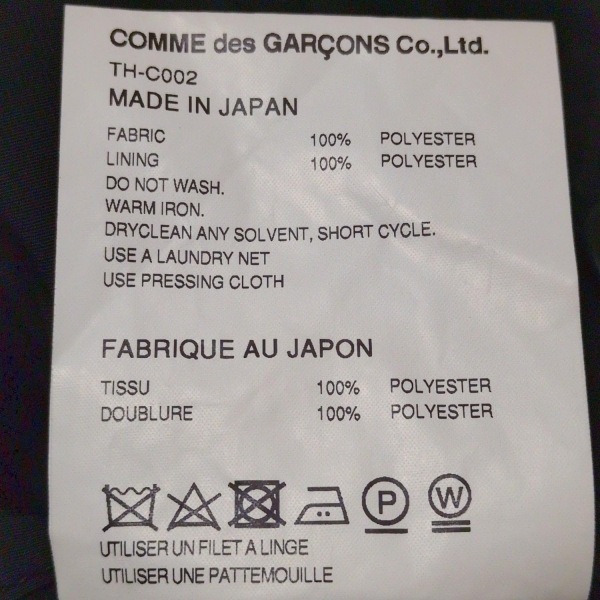 COMME des GARÇONS Co.,Ltd.
TH-C002
MADE IN JAPAN
FABRIC 100% POLYESTER
LINING 100% POLYESTER
DO NOT WASH.
WARM IRON.
DRYCLEAN ANY SOLVENT, SHORT CYCLE.
USE A LAUNDRY NET
USE PRESSING CLOTH
FABRIQUE AU JAPON
TISSU 100% POLYESTER
DOUBLURE 100% POLYESTER
P W
UTILISER UN FILET A LINGE
UTILISER UNE PATTEMOUILLE